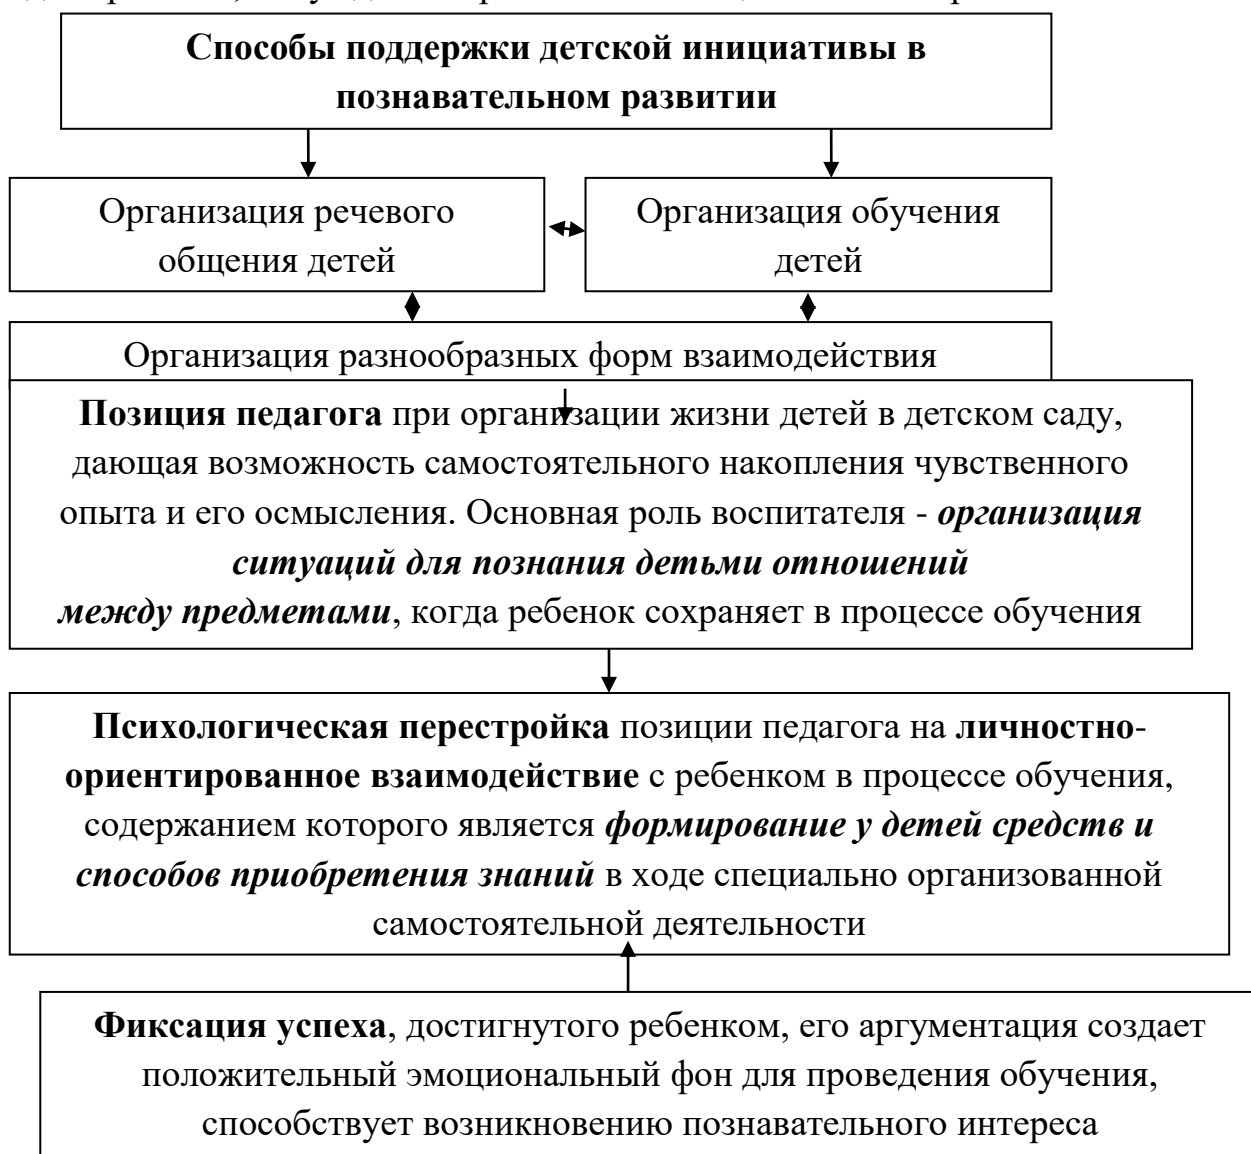 Способы поддержки детской инициативы в
познавательном развитии
Организация речевого
общения детей
Организация обучения
детей
Организация разнообразных форм взаимодействия
Позиция педагога при организации жизни детей в детском саду,
дающая возможность самостоятельного накопления чувственного
опыта и его осмысления. Основная роль воспитателя - организация
ситуаций для познания детьми отношений
между предметами, когда ребенок сохраняет в процессе обучения
Психологическая перестройка позиции педагога на личностно-
ориентированное взаимодействие с ребенком в процессе обучения,
содержанием которого является формирование у детей средств и
способов приобретения знаний в ходе специально организованной
самостоятельной деятельности
Фиксация успеха, достигнутого ребенком, его аргументация создает
положительный эмоциональный фон для проведения обучения,
способствует возникновению познавательного интереса